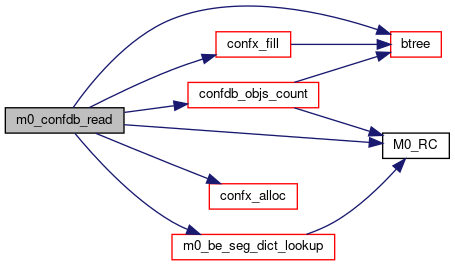 m0_confdb_read
confx_fill
btree
confdb_objs_count
M0_RC
confx_alloc
m0_be_seg_dict_lookup